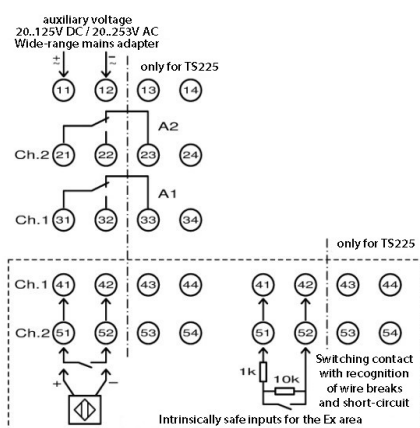 auxiliary voltage
20..125V DC / 20..253V AC
Wide-range mains adapter
only for TS225
11 12 13 14
A2
Ch.2 21 22 23 24
A1
Ch.1 31 32 33 34
only for TS225
Ch.1 41 42 43 44 41 42 43 44
Ch.2 51 52 53 54 51 52 53 54
+ − 1k 10k
Switching contact
with recognition
of wire breaks
and short-circuit
Intrinsically safe inputs for the Ex area